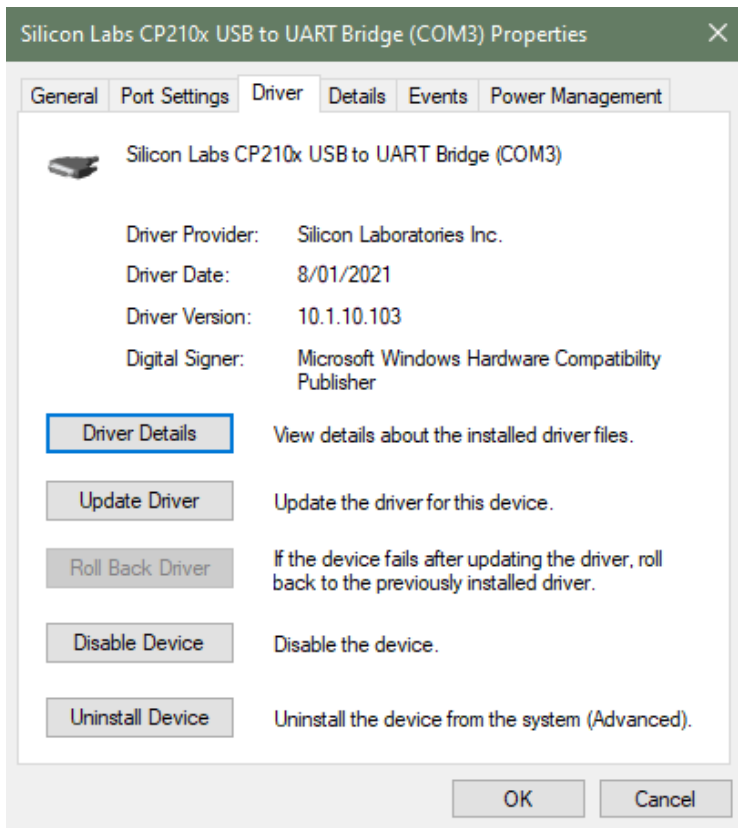 Silicon Labs CP210x USB to UART Bridge (COM3) Properties
General Port Settings Driver Details Events Power Management
Silicon Labs CP210x USB to UART Bridge (COM3)
Driver Provider: Silicon Laboratories Inc.
Driver Date: 8/01/2021
Driver Version: 10.1.10.103
Digital Signer: Microsoft Windows Hardware Compatibility
Publisher
Driver Details View details about the installed driver files.
Update Driver Update the driver for this device.
Roll Back Driver If the device fails after updating the driver, roll
back to the previously installed driver.
Disable Device Disable the device.
Uninstall Device Uninstall the device from the system (Advanced).
OK Cancel